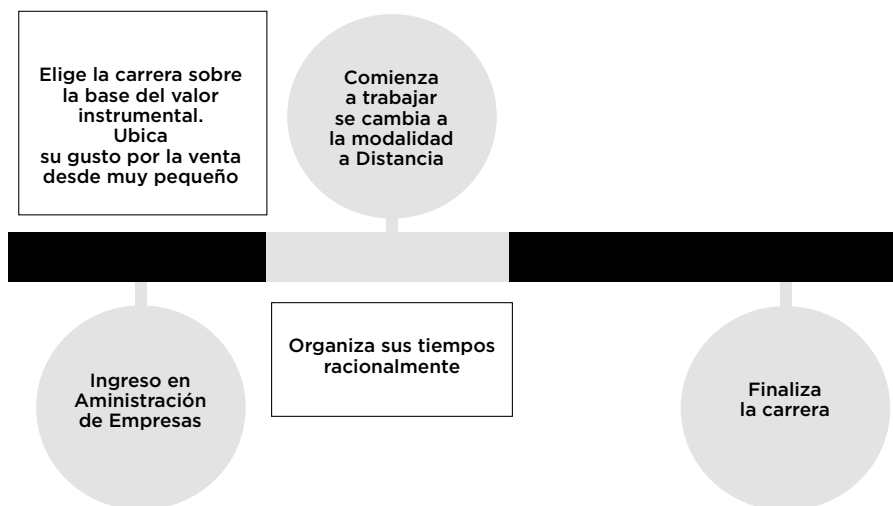 Elige la carrera sobre
la base del valor
instrumental.
Ubica
su gusto por la venta
desde muy pequeño
Comienza
a trabajar
se cambia a
la modalidad
a Distancia
Ingreso en
Aministración
de Empresas
Organiza sus tiempos
racionalmente
Finaliza
la carrera